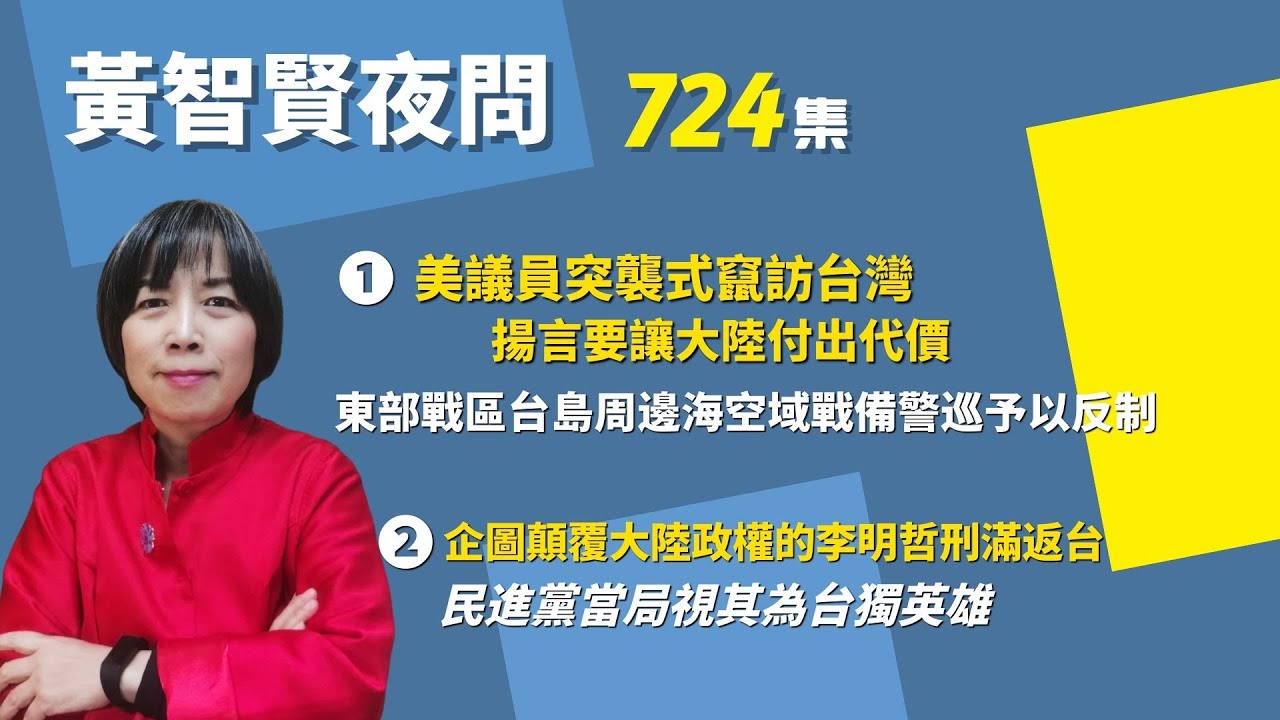 黃智賢夜問 724集
1 美議員突襲式竄訪台灣
揚言要讓大陸付出代價
東部戰區台島周邊海空域戰備警巡予以反制
2 企圖顛覆大陸政權的李明哲刑滿返台
民進黨當局視其為台獨英雄